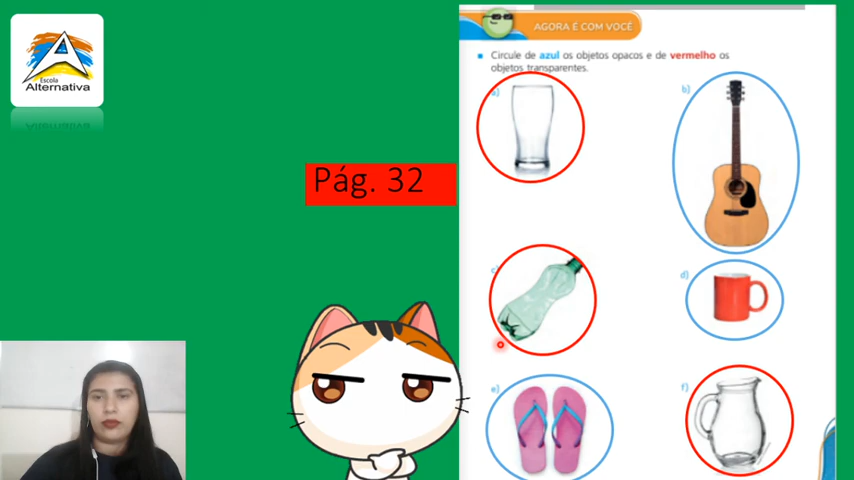 Escola
Alternativa
Pág. 32
AGORA É COM VOCÊ
Circule de azul os objetos opacos e de vermelho os
objetos transparentes.
a)
b)
c)
d)
e)
f)